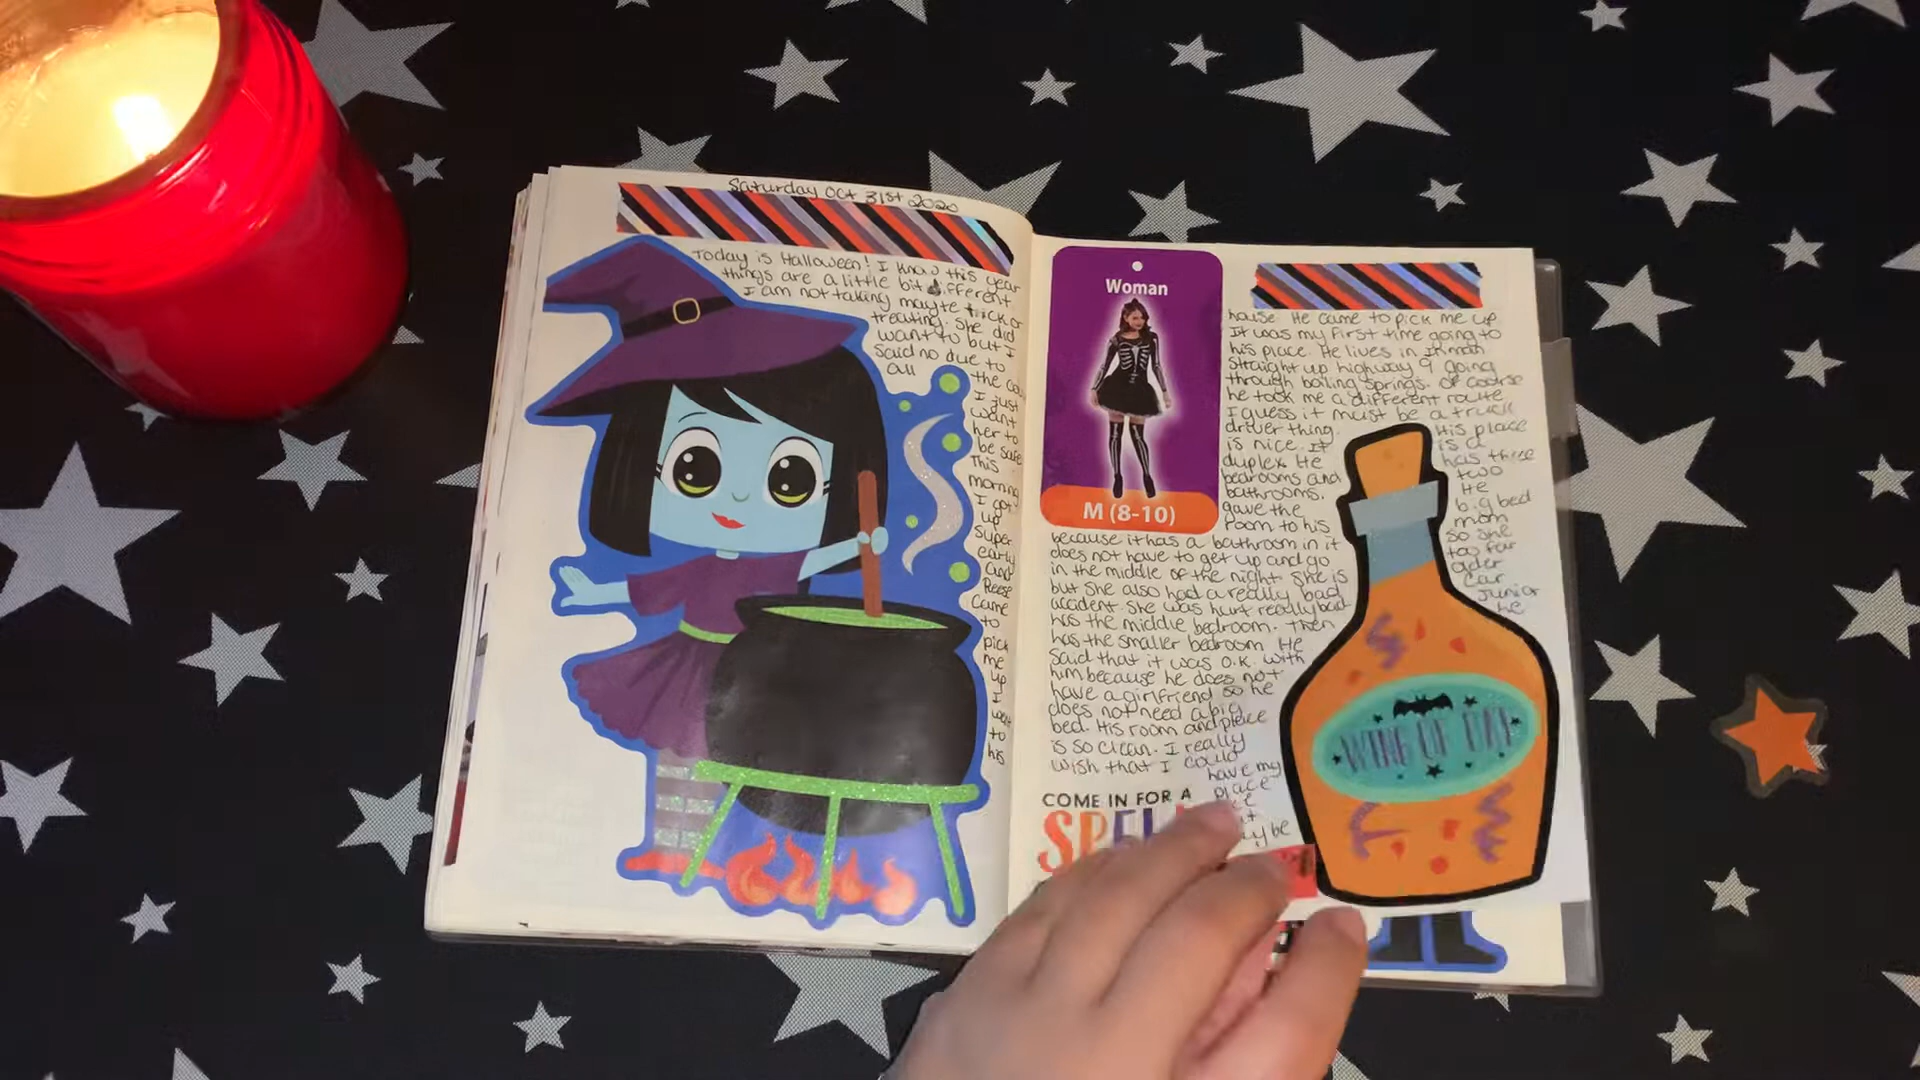 Saturday Oct 31st 2020
Today is Halloween! I know this year
things are a little bit different
I am not taking mayte trick or
treating. She did
want to but I
said no due to
all
the
I just
want
her to
be safe
This
morning
I got
up
super
early
and
Reese
came
to
pick
me
up
I
went
to
his
Woman
M (8-10)
house. He came to pick me up
It was my first time going to
his place. He lives in Inman
straight up highway 9 going
through boiling springs. Of coorse
he took me a different route
I guess it must be a truck
driver thing. His place
is nice. It is a
duplex He has three
bedrooms and two
bathrooms. He
gave the big bed
room to his mom
because it has a bathroom in it so she
does not have to get up and go too far
in the middle of the night She is older
but she also had a really bad car
accident. She was hurt really bad Junior
has the middle bedroom. Then he
has the smaller bedroom He
said that it was O.K. with
him because he does not
have a girlfriend so he
does not need a big
bed. His room and pleice
is so clean. I really
wish that I could
have my
place
COME IN FOR A
WING OF BAT